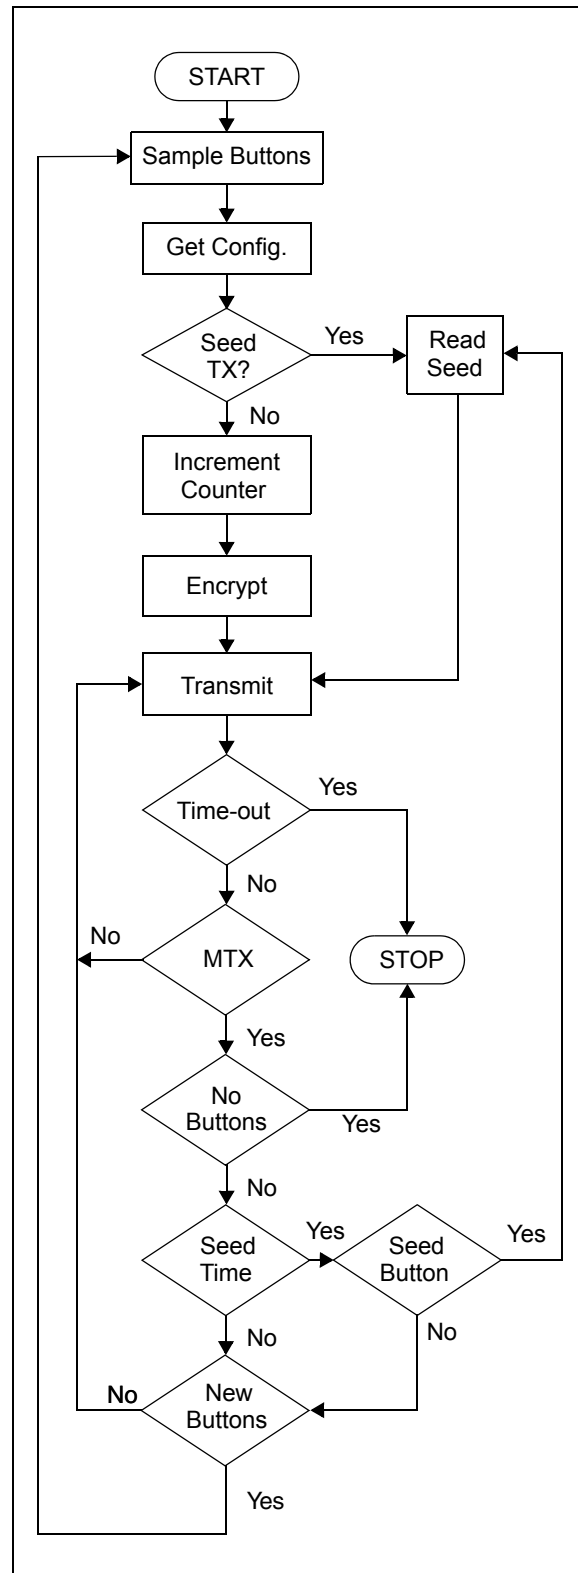 START
Sample Buttons
Get Config.
Seed
TX?
Yes
Read
Seed
No
Increment
Counter
Encrypt
Transmit
Time-out
Yes
No
No
MTX
STOP
Yes
No
Buttons
Yes
No
Seed
Time
Yes
Seed
Button
Yes
No
No
No
New
Buttons
Yes